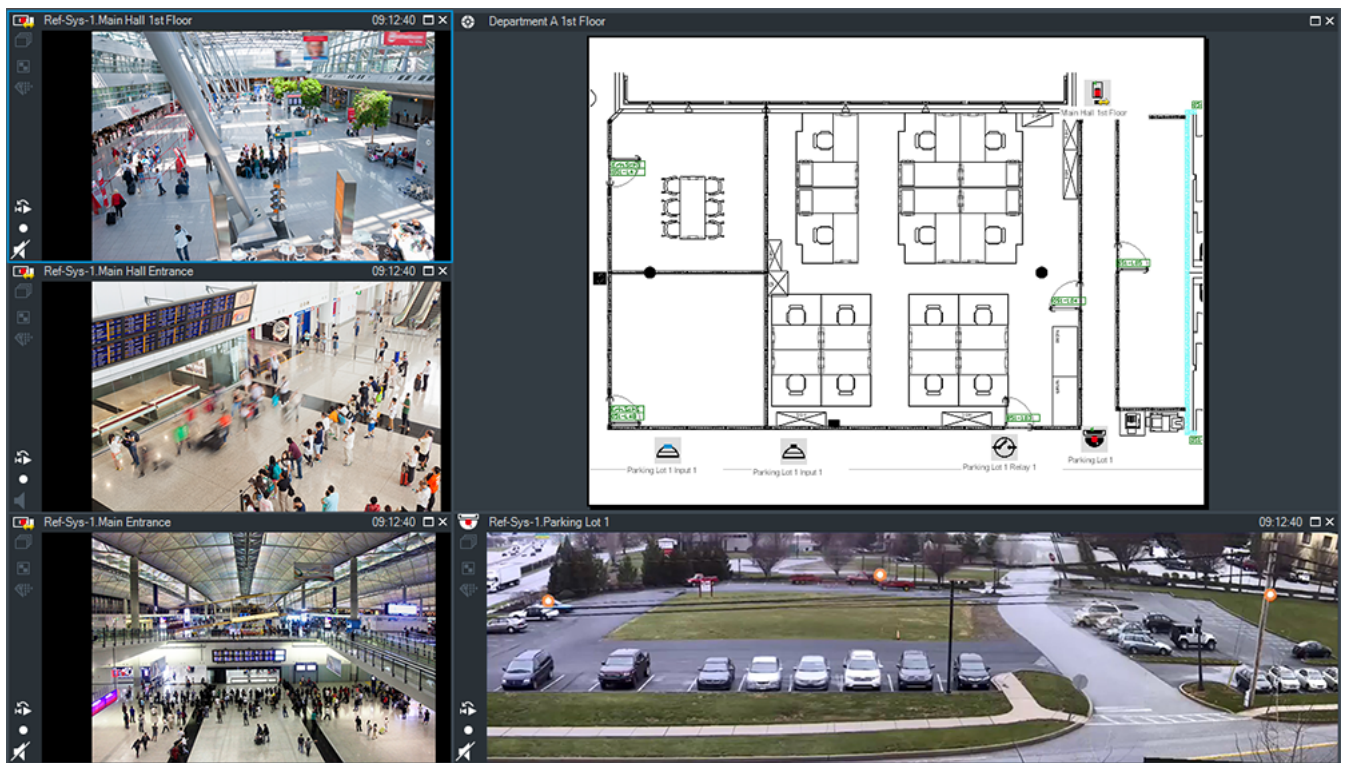 Ref-Sys-1.Main Hall 1st Floor 09:12:40
Department A 1st Floor
Main Hall 1st Floor
Ref-Sys-1.Main Hall Entrance 09:12:40
Parking Lot 1 Input 1
Parking Lot 1 Input 1
Parking Lot 1 Relay 1
Parking Lot 1
Ref-Sys-1.Main Entrance 09:12:40
Ref-Sys-1.Parking Lot 1 09:12:40